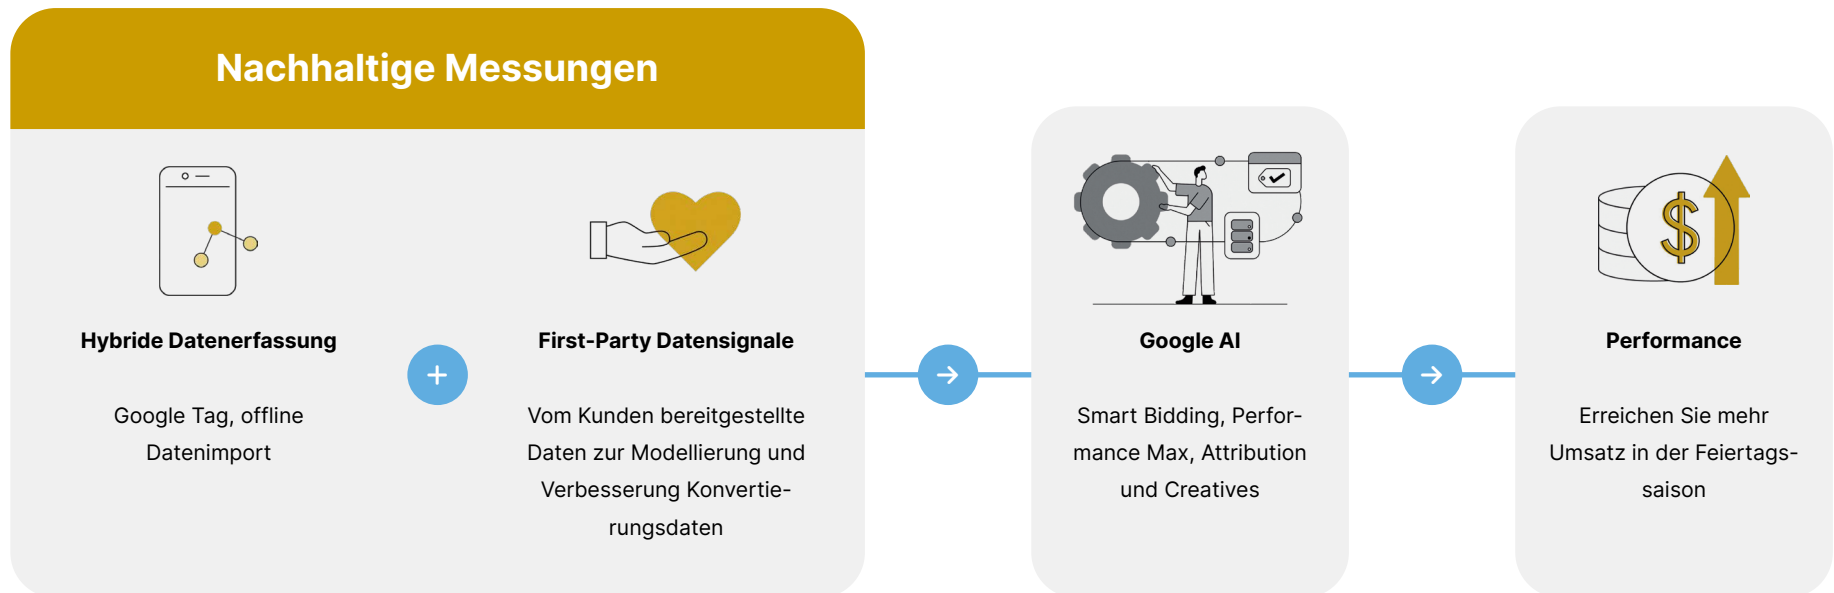 Nachhaltige Messungen
Hybride Datenerfassung
Google Tag, offline
Datenimport
First-Party Datensignale
Vom Kunden bereitgestellte
Daten zur Modellierung und
Verbesserung Konvertie-
rungsdaten
Google AI
Smart Bidding, Perfor-
mance Max, Attribution
und Creatives
Performance
Erreichen Sie mehr
Umsatz in der Feiertags-
saison